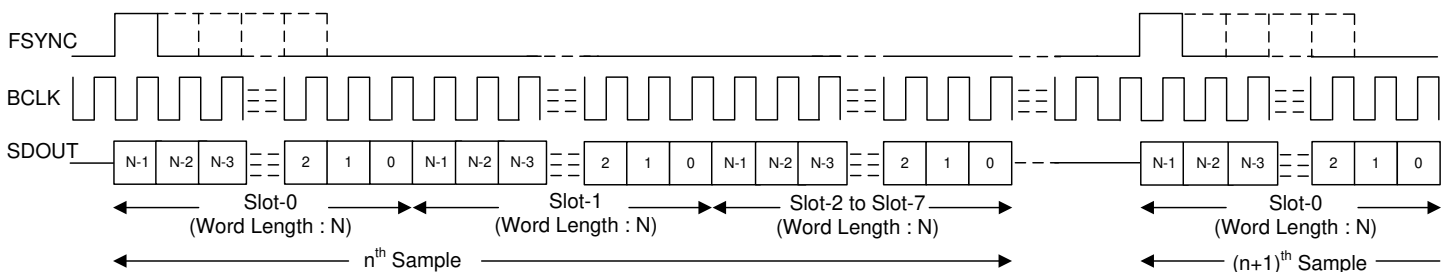 FSYNC
BCLK
SDOUT N-1 N-2 N-3 2 1 0 N-1 N-2 N-3 2 1 0 N-1 N-2 N-3 2 1 0 N-1 N-2 N-3 2 1 0
Slot-0 Slot-1 Slot-2 to Slot-7 Slot-0
(Word Length : N) (Word Length : N) (Word Length : N) (Word Length : N)
nth Sample (n+1)th Sample